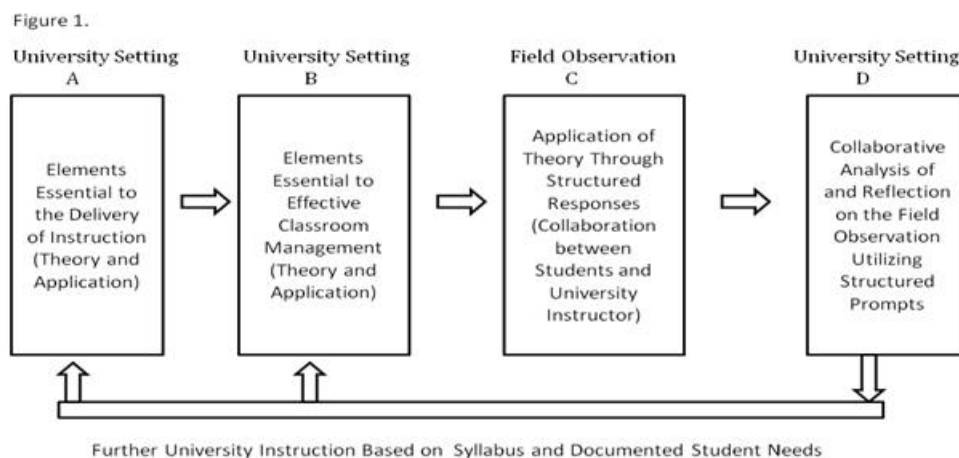 Figure 1.
University Setting
A
Elements
Essential to
the Delivery
of Instruction
(Theory and
Application)
University Setting
B
Elements
Essential to
Effective
Classroom
Management
(Theory and
Application)
Field Observation
C
Application of
Theory Through
Structured
Responses
(Collaboration
between
Students and
University
Instructor)
University Setting
D
Collaborative
Analysis of
and Reflection
on the Field
Observation
Utilizing
Structured
Prompts
Further University Instruction Based on Syllabus and Documented Student Needs